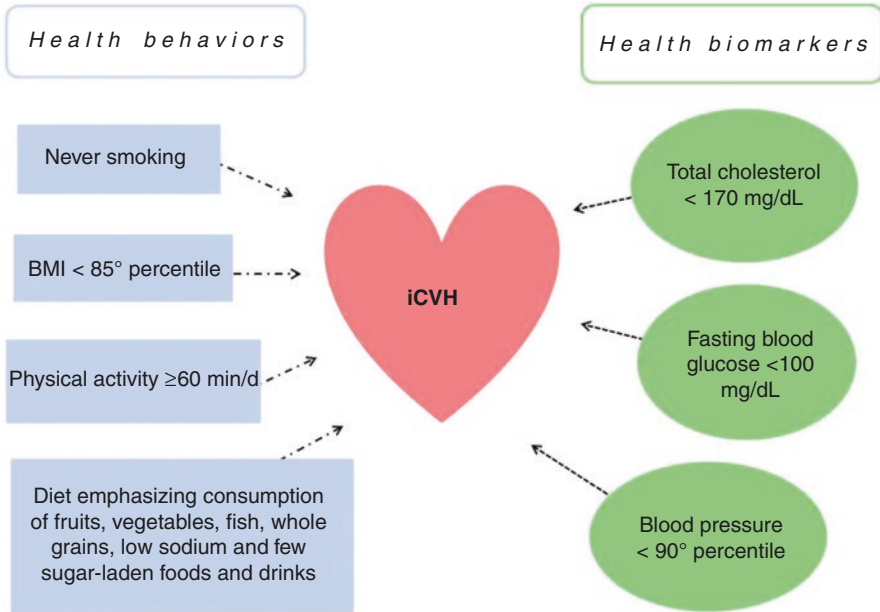 Health behaviors
Health biomarkers
Never smoking
BMI < 85° percentile
Physical activity ≥60 min/d
Diet emphasizing consumption
of fruits, vegetables, fish, whole
grains, low sodium and few
sugar-laden foods and drinks
iCVH
Total cholesterol
< 170 mg/dL
Fasting blood
glucose <100
mg/dL
Blood pressure
< 90° percentile